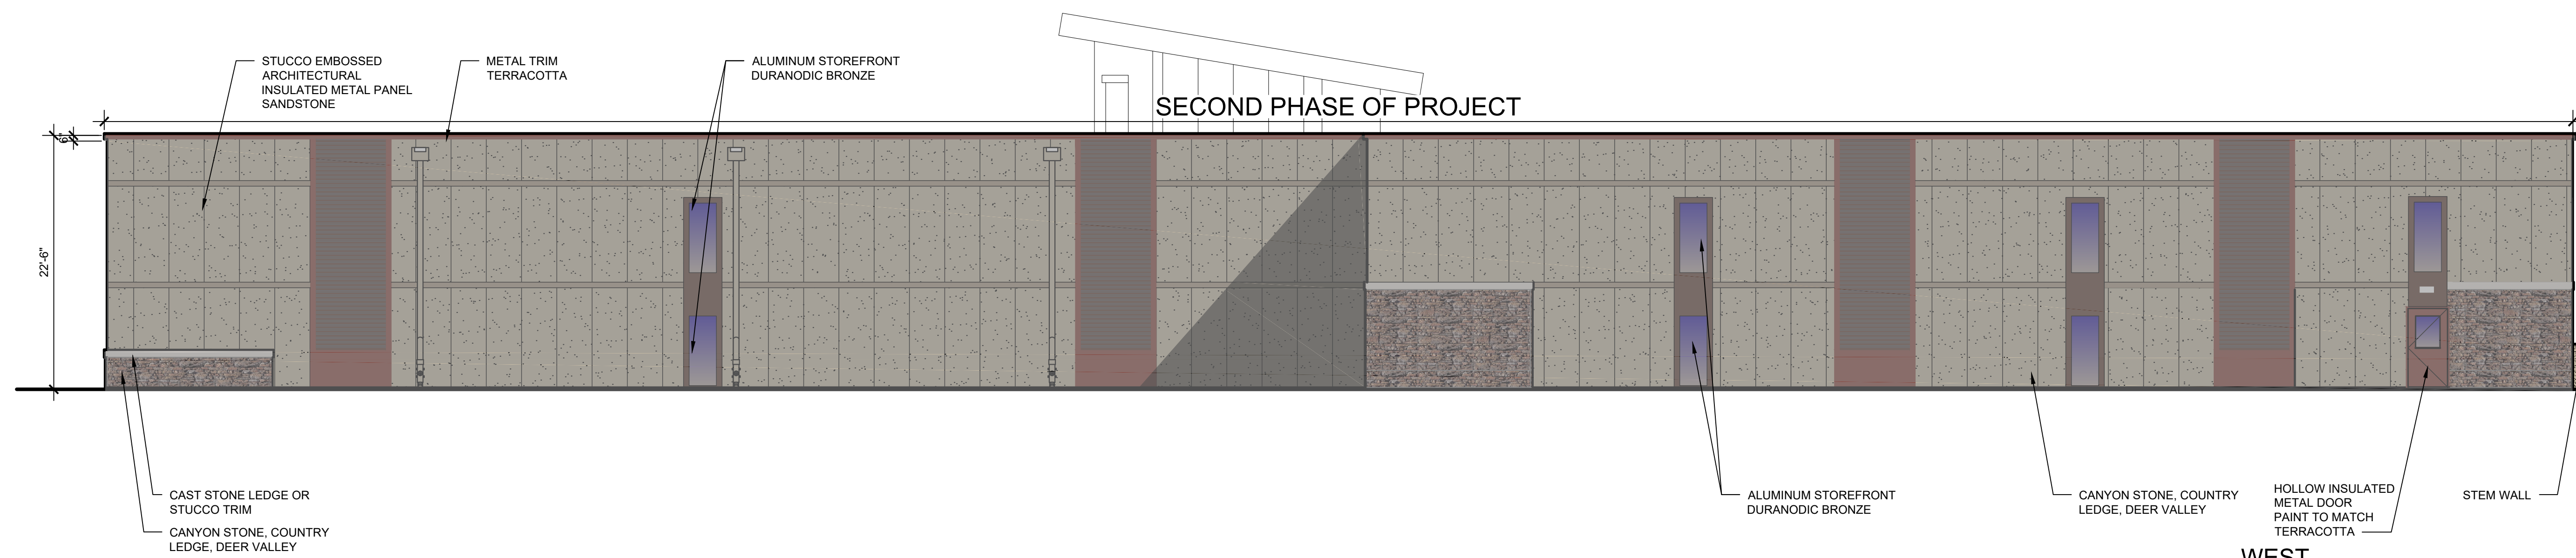 STUCCO EMBOSSED
ARCHITECTURAL
INSULATED METAL PANEL
SANDSTONE
METAL TRIM
TERRACOTTA
ALUMINUM STOREFRONT
DURANODIC BRONZE
SECOND PHASE OF PROJECT
6"
22'-6"
CAST STONE LEDGE OR
STUCCO TRIM
CANYON STONE, COUNTRY
LEDGE, DEER VALLEY
ALUMINUM STOREFRONT
DURANODIC BRONZE
CANYON STONE, COUNTRY
LEDGE, DEER VALLEY
HOLLOW INSULATED
METAL DOOR
PAINT TO MATCH
TERRACOTTA
STEM WALL
WEST